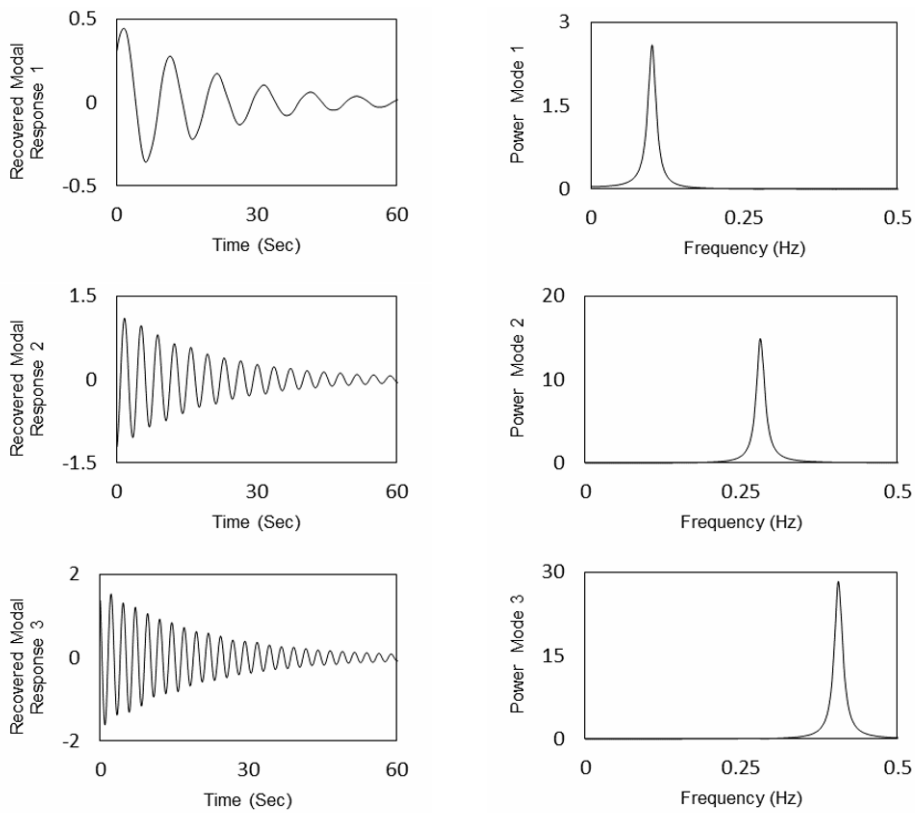 Recovered Modal
Response 1
0.5
0
-0.5
0 30 60
Time (Sec)
Power Mode 1
3
1.5
0
0 0.25 0.5
Frequency (Hz)
Recovered Modal
Response 2
1.5
0
-1.5
0 30 60
Time (Sec)
Power Mode 2
20
10
0
0 0.25 0.5
Frequency (Hz)
Recovered Modal
Response 3
2
0
-2
0 30 60
Time (Sec)
Power Mode 3
30
15
0
0 0.25 0.5
Frequency (Hz)